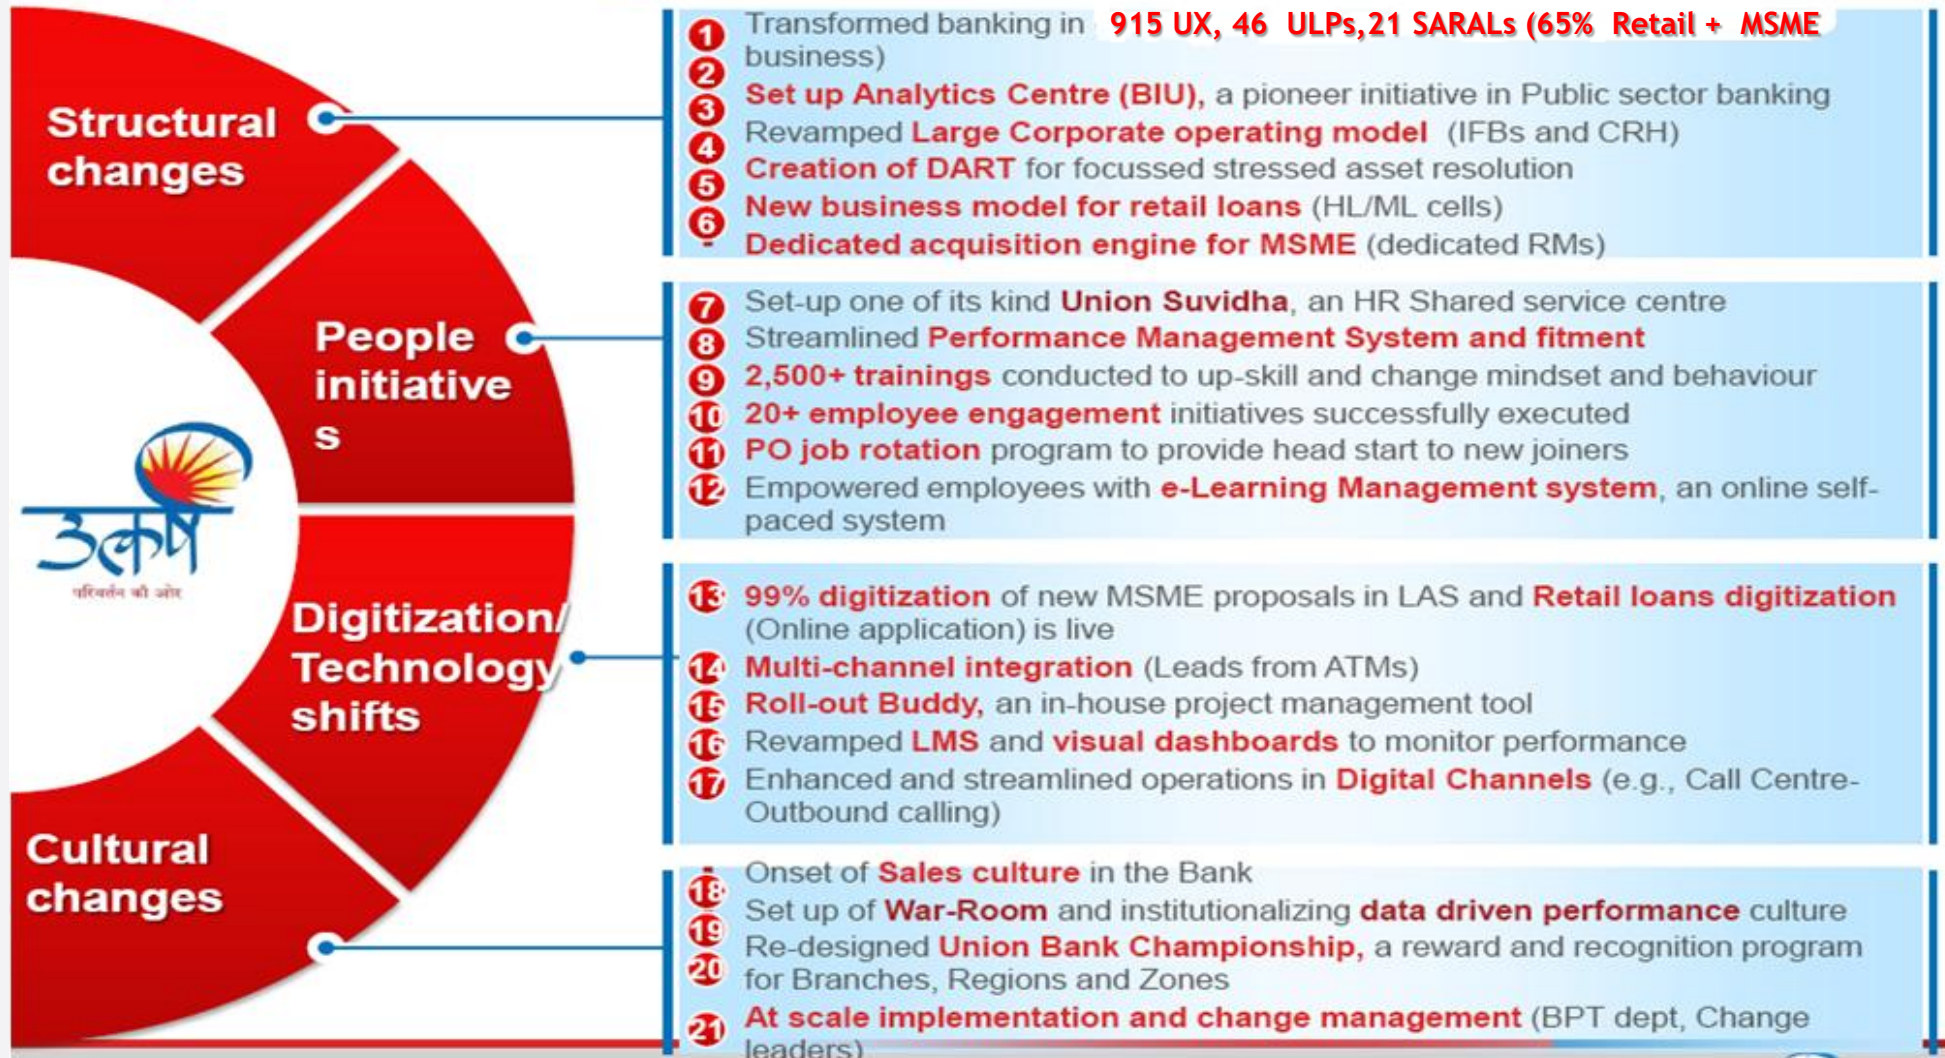 Structural
changes
1
2
3
4
5
6
Transformed banking in 915 UX, 46 ULPs,21 SARALs (65% Retail + MSME
business)
Set up Analytics Centre (BIU), a pioneer initiative in Public sector banking
Revamped Large Corporate operating model (IFBs and CRH)
Creation of DART for focussed stressed asset resolution
New business model for retail loans (HL/ML cells)
Dedicated acquisition engine for MSME (dedicated RMs)
People
initiative
s
7 Set-up one of its kind Union Suvidha, an HR Shared service centre
8 Streamlined Performance Management System and fitment
9 2,500+ trainings conducted to up-skill and change mindset and behaviour
10 20+ employee engagement initiatives successfully executed
11 PO job rotation program to provide head start to new joiners
12 Empowered employees with e-Learning Management system, an online self-
paced system
उत्कर्ष
परिवर्तन की ओर
Digitization/
Technology
shifts
13 99% digitization of new MSME proposals in LAS and Retail loans digitization
(Online application) is live
14 Multi-channel integration (Leads from ATMs)
15 Roll-out Buddy, an in-house project management tool
16 Revamped LMS and visual dashboards to monitor performance
17 Enhanced and streamlined operations in Digital Channels (e.g., Call Centre-
Outbound calling)
Cultural
changes
18
19
20
21
Onset of Sales culture in the Bank
Set up of War-Room and institutionalizing data driven performance culture
Re-designed Union Bank Championship, a reward and recognition program
for Branches, Regions and Zones
At scale implementation and change management (BPT dept, Change
leaders)